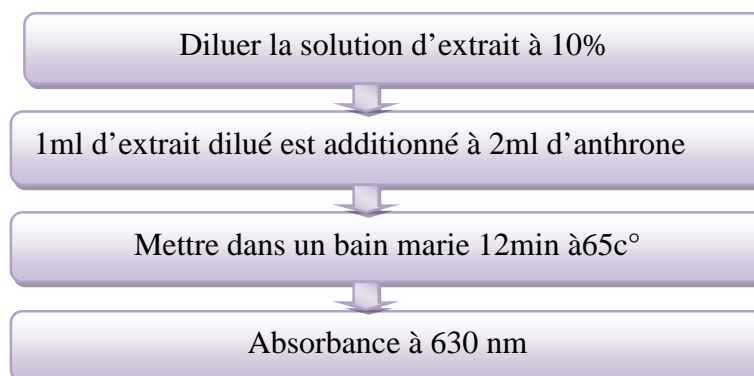 Diluer la solution d’extrait à 10%
1ml d’extrait dilué est additionné à 2ml d’anthrone
Mettre dans un bain marie 12min à65c°
Absorbance à 630 nm